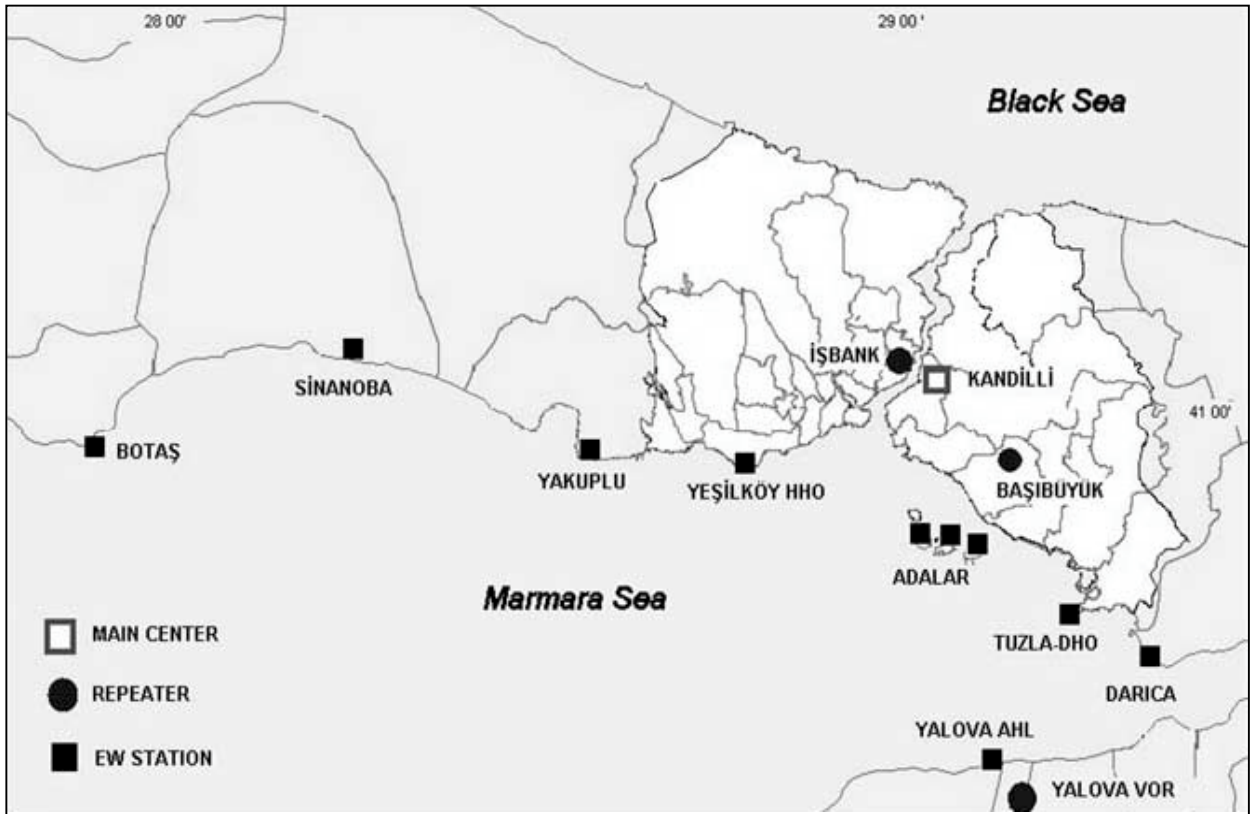 28 00'
29 00 '
Black Sea
İŞBANK
KANDİLLİ
SİNANOBA
41 00'
BOTAŞ
YAKUPLU
YEŞİLKÖY HHO
BAŞIBÜYÜK
ADALAR
Marmara Sea
MAIN CENTER
TUZLA-DHO
REPEATER
DARICA
YALOVA AHL
EW STATION
YALOVA VOR